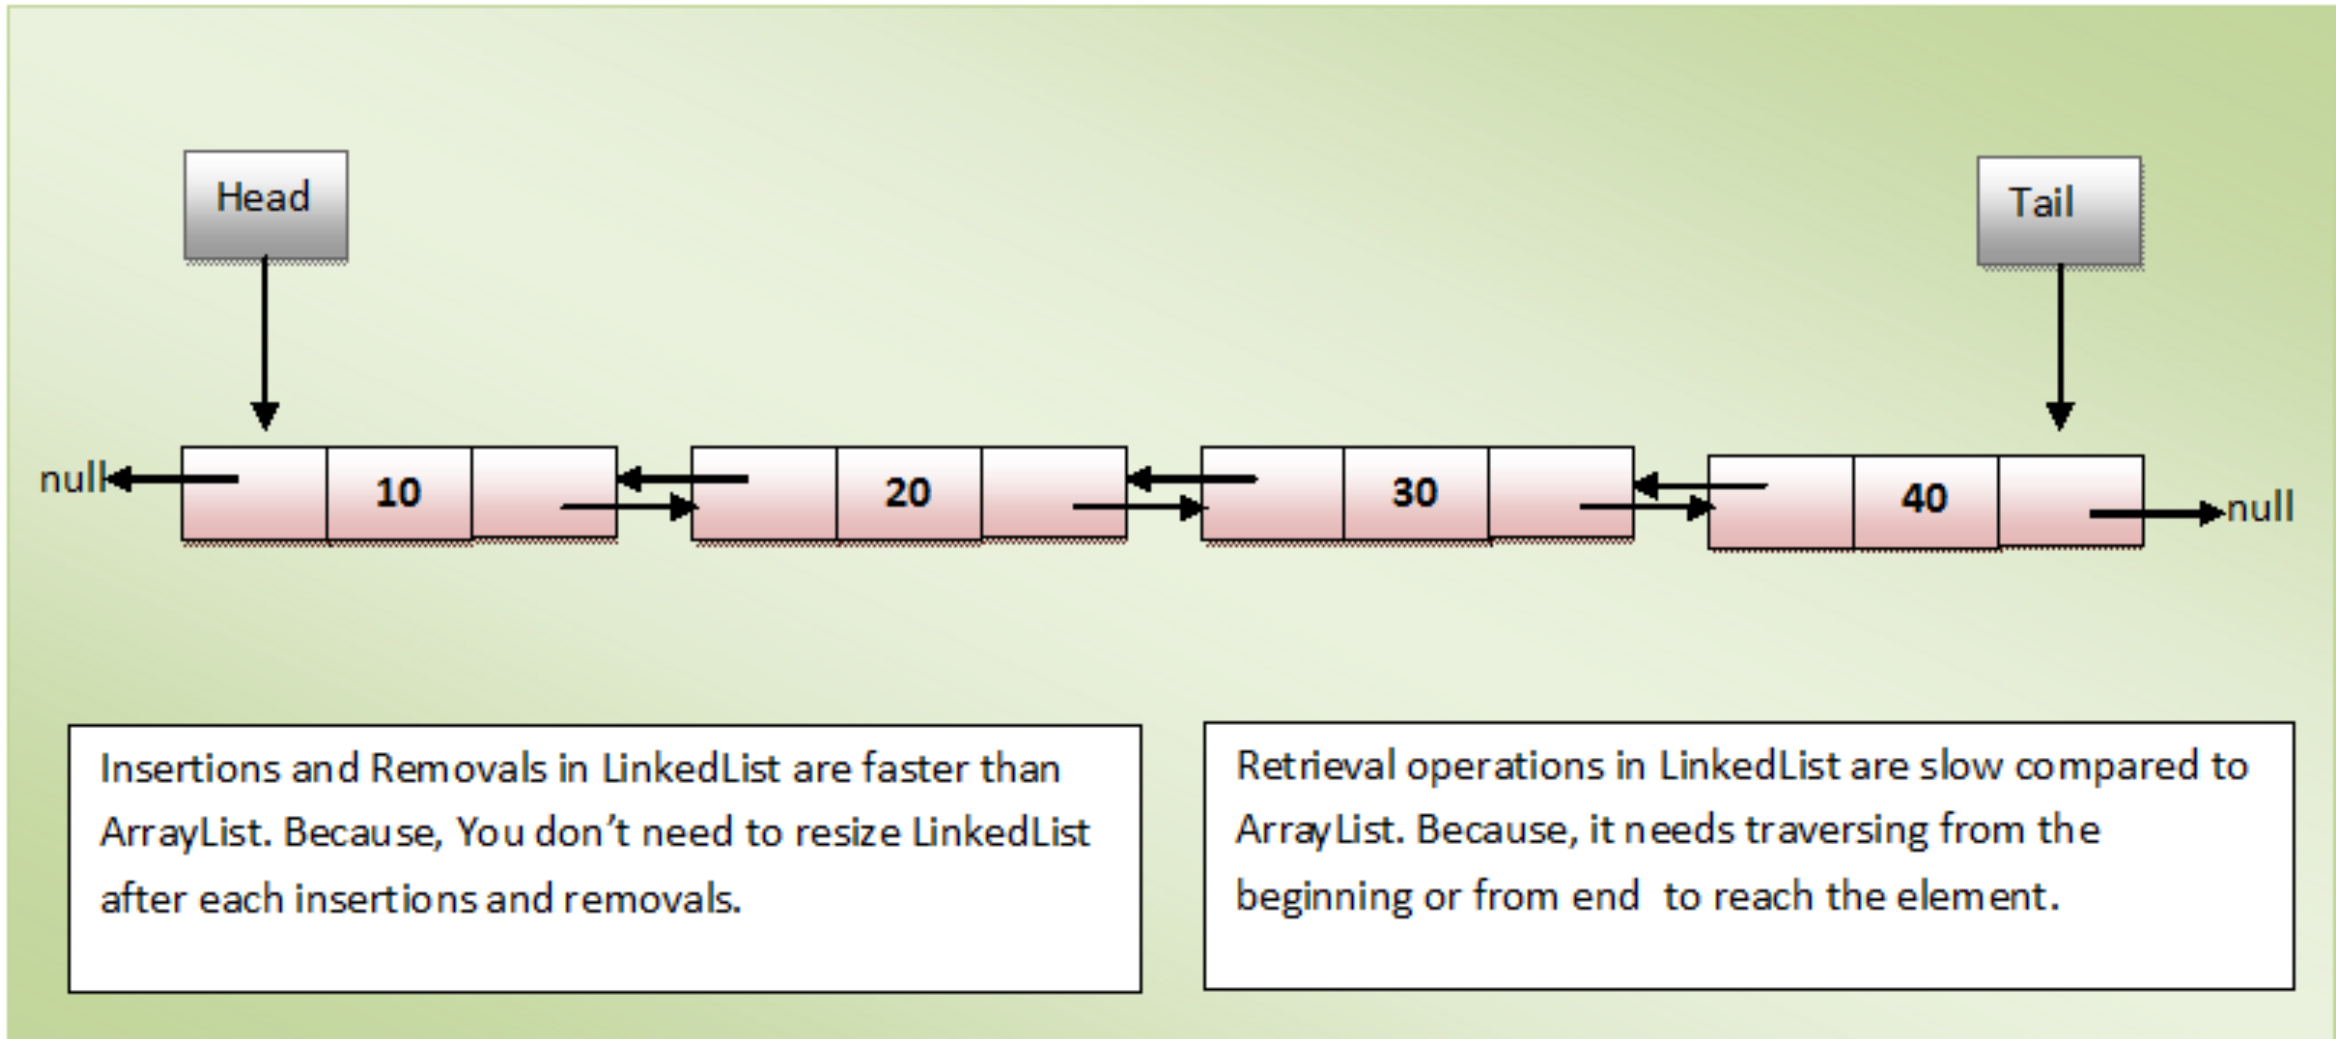 Head
Tail
null
10
20
30
40
null
Insertions and Removals in LinkedList are faster than
ArrayList. Because, You don’t need to resize LinkedList
after each insertions and removals.
Retrieval operations in LinkedList are slow compared to
ArrayList. Because, it needs traversing from the
beginning or from end  to reach the element.